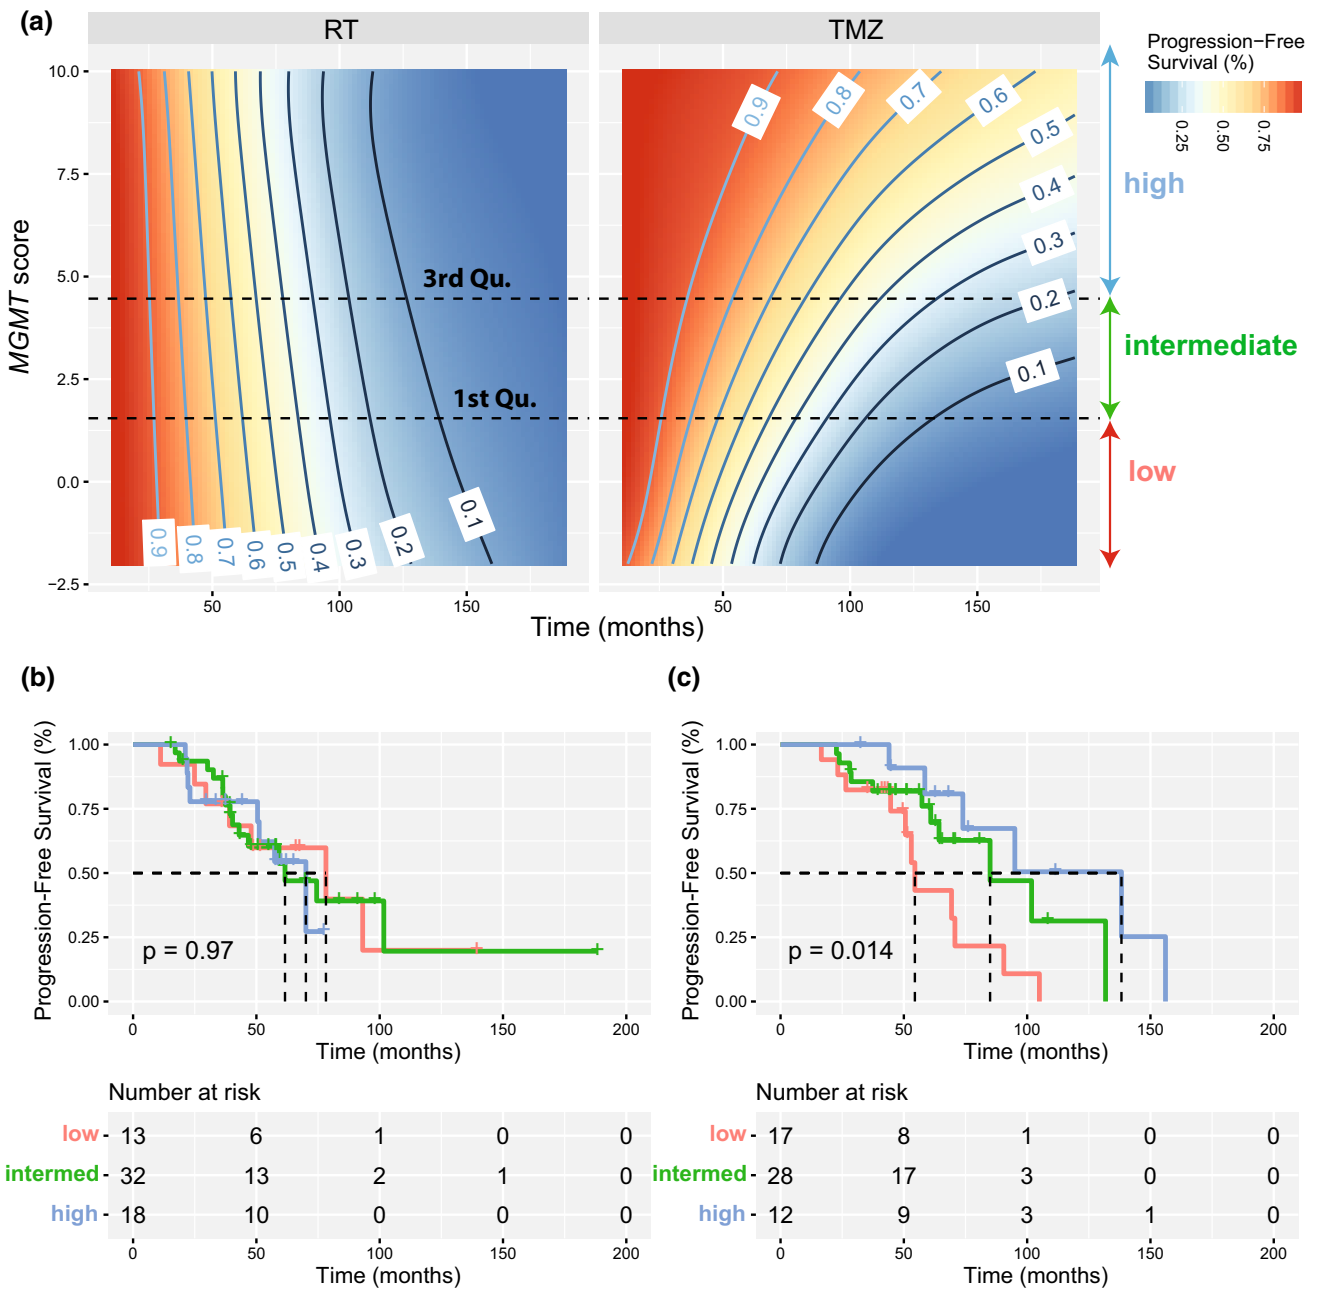 (a)
RT
TMZ
Progression-Free
Survival (%)
0.25
0.50
0.75
MGMT score
10.0
7.5
5.0
2.5
0.0
−2.5
3rd Qu.
1st Qu.
0.9
0.8
0.7
0.6
0.5
0.4
0.3
0.2
0.1
0.9
0.8
0.7
0.6
0.5
0.4
0.3
0.2
0.1
high
intermediate
low
50
100
150
50
100
150
Time (months)
(b)
Progression-Free Survival (%)
1.00
0.75
0.50
0.25
0.00
p = 0.97
0
50
100
150
200
Time (months)
Number at risk
low 13 6 1 0 0
intermed 32 13 2 1 0
high 18 10 0 0 0
0
50
100
150
200
Time (months)
(c)
Progression-Free Survival (%)
1.00
0.75
0.50
0.25
0.00
p = 0.014
0
50
100
150
200
Time (months)
Number at risk
low 17 8 1 0 0
intermed 28 17 3 0 0
high 12 9 3 1 0
0
50
100
150
200
Time (months)